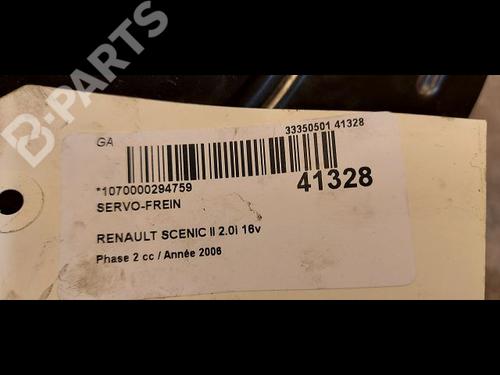 B-PARTS
GA
33350501 41328
*1070000294759
41328
SERVO-FREIN
RENAULT SCENIC II 2.0i 16v
Phase 2 cc / Année 2006